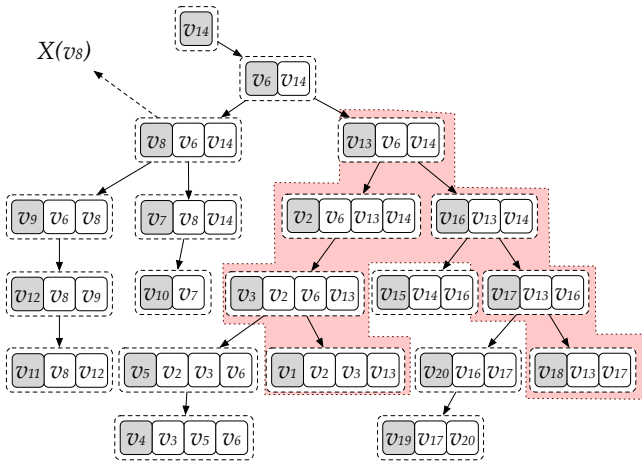 v14
X(v8)
v6 v14
v8 v6 v14 v13 v6 v14
v9 v6 v8 v7 v8 v14 v2 v6 v13 v14 v16 v13 v14
v12 v8 v9 v10 v7 v3 v2 v6 v13 v15 v14 v16 v17 v13 v16
v11 v8 v12 v5 v2 v3 v6 v1 v2 v3 v13 v20 v16 v17 v18 v13 v17
v4 v3 v5 v6 v19 v17 v20